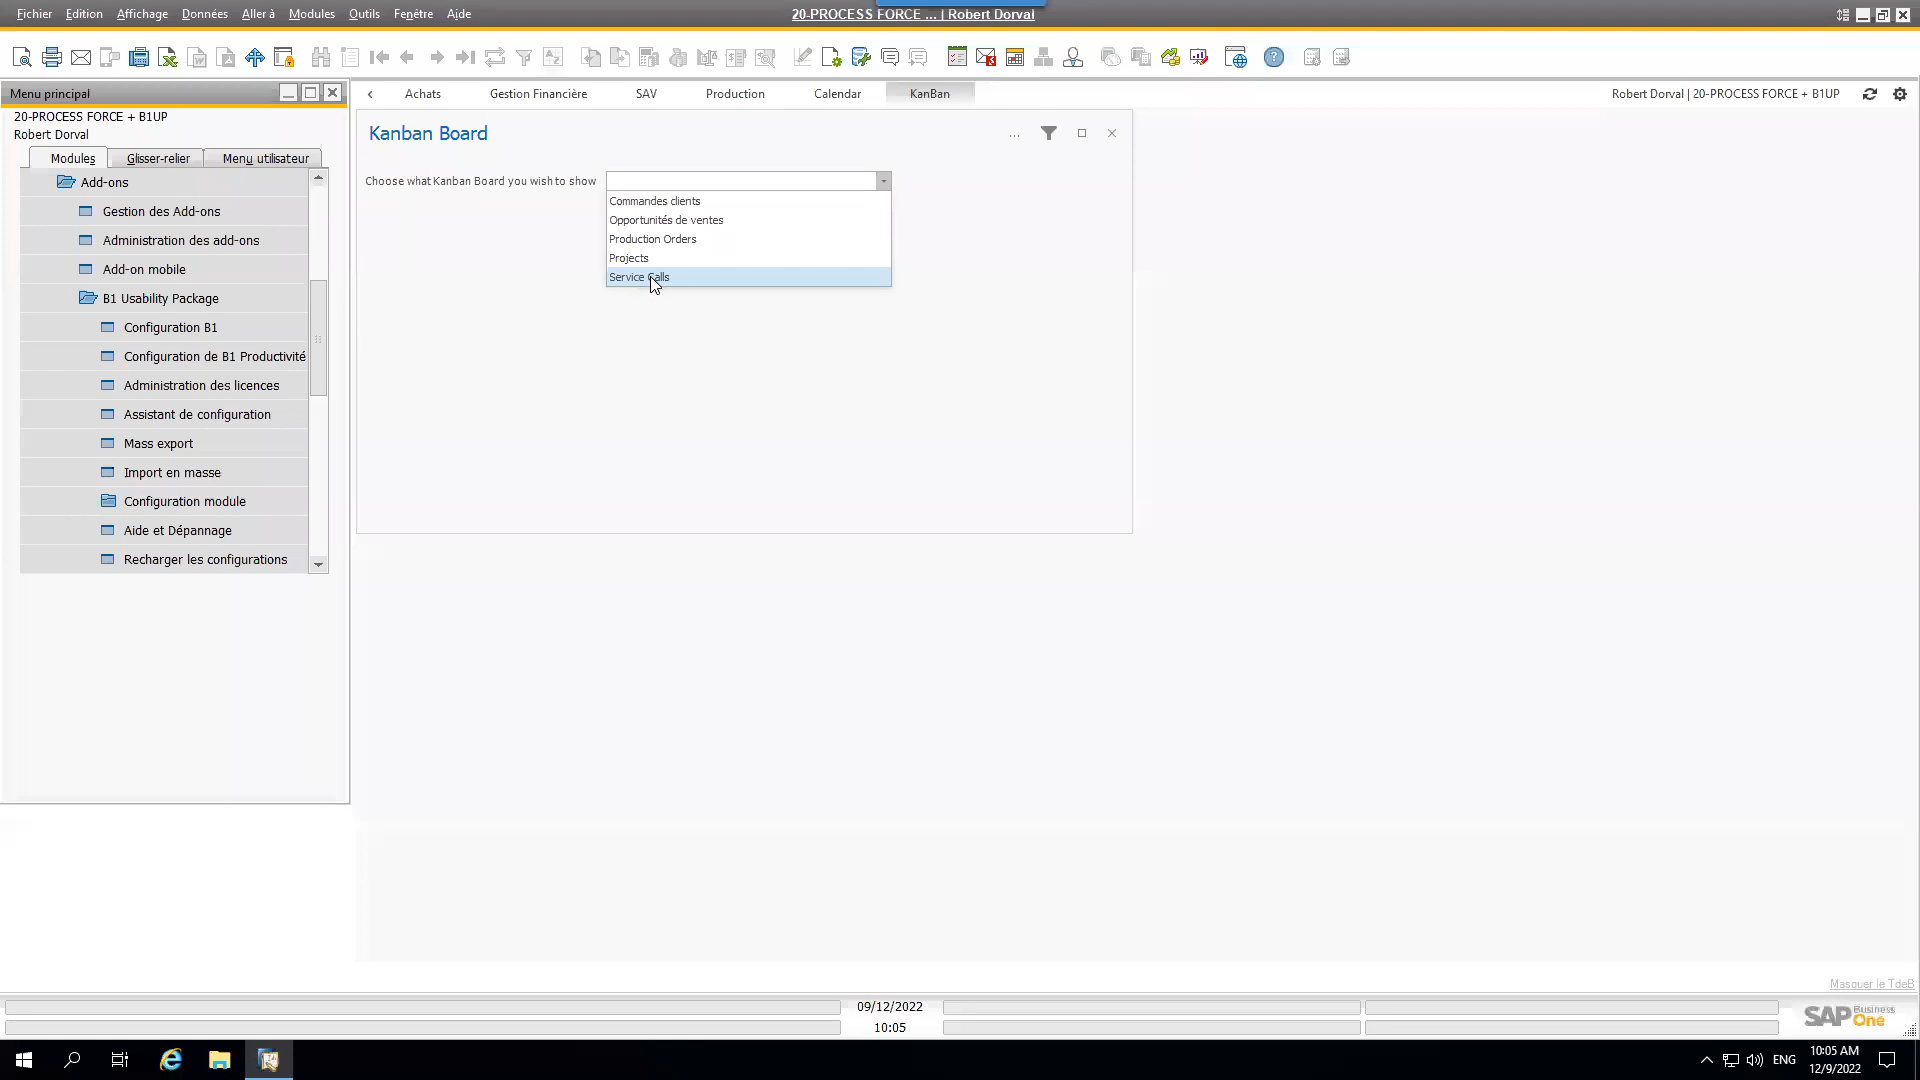 Fichier Edition Affichage Données Aller à Modules Outils Fenêtre Aide
20-PROCESS FORCE ... | Robert Dorval
Menu principal
20-PROCESS FORCE + B1UP
Robert Dorval
Modules Glisser-relier Menu utilisateur
Add-ons
Gestion des Add-ons
Administration des add-ons
Add-on mobile
B1 Usability Package
Configuration B1
Configuration de B1 Productivité
Administration des licences
Assistant de configuration
Mass export
Import en masse
Configuration module
Aide et Dépannage
Recharger les configurations
Achats Gestion Financière SAV Production Calendar KanBan
Robert Dorval | 20-PROCESS FORCE + B1UP
Kanban Board
...
Choose what Kanban Board you wish to show
Commandes clients
Opportunités de ventes
Production Orders
Projects
Service Calls
Masquer le TdeB
09/12/2022
10:05
SAP Business One
ENG
10:05 AM
12/9/2022